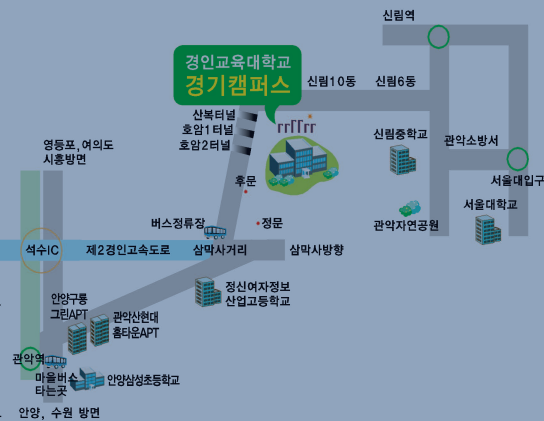 신림역
경인교육대학교
경기캠퍼스
신림10동
신림6동
산복터널
호암1터널
호암2터널
신림중학교
관악소방서
영등포, 여의도
시흥방면
서울대입구
후문
서울대학교
버스정류장
정문
관악자연공원
석수IC
제2경인고속도로
삼막사거리
삼막사방향
정신여자정보
산업고등학교
안양구룡
그린APT
관악산현대
홈타운APT
관악역
마을버스
타는곳
안양삼성초등학교
안양, 수원 방면